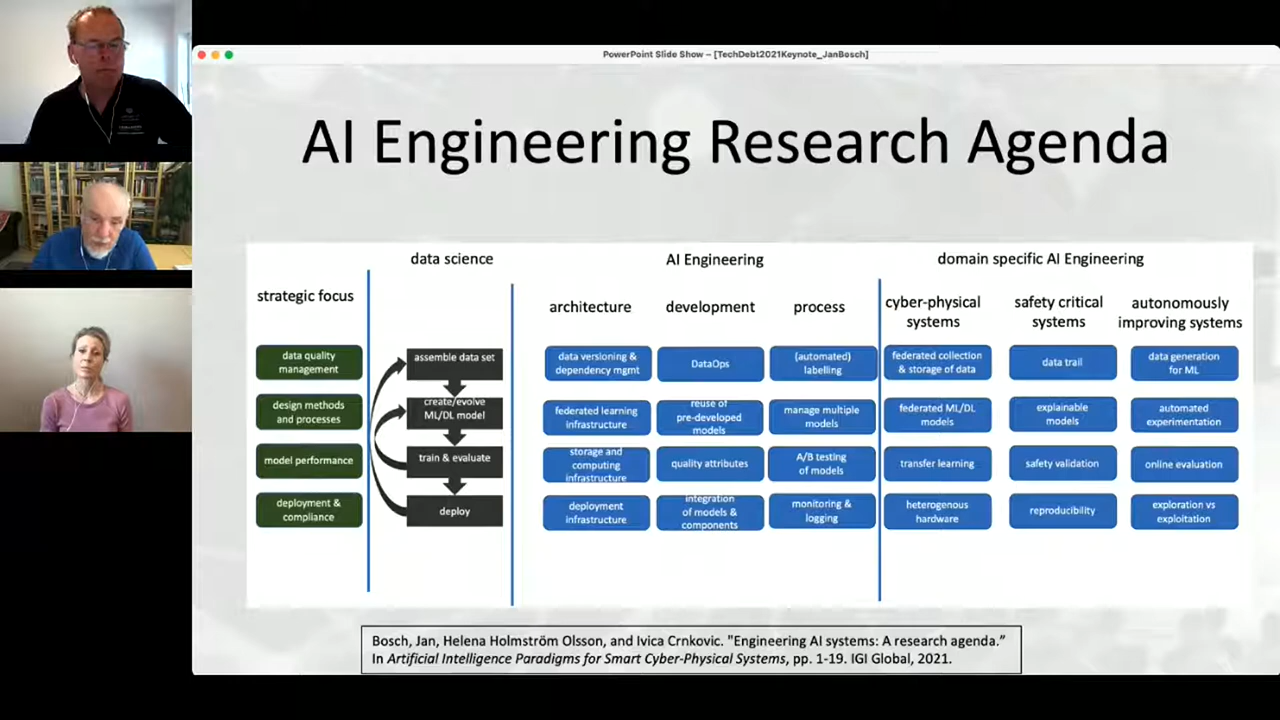 PowerPoint Slide Show – [TechDebt2021Keynote_JanBosch]
AI Engineering Research Agenda
data science
AI Engineering
domain specific AI Engineering
strategic focus
architecture
development
process
cyber-physical
systems
safety critical
systems
autonomously
improving systems
data quality
management
assemble data set
data versioning &
dependency mgmt
DataOps
(automated)
labelling
federated collection
& storage of data
data trail
data generation
for ML
design methods
and processes
create/evolve
ML/DL model
federated learning
infrastructure
reuse of
pre-developed
models
manage multiple
models
federated ML/DL
models
explainable
models
automated
experimentation
model performance
train & evaluate
storage and
computing
infrastructure
quality attributes
A/B testing
of models
transfer learning
safety validation
online evaluation
deployment &
compliance
deploy
deployment
infrastructure
integration
of models &
components
monitoring &
logging
heterogenous
hardware
reproducibility
exploration vs
exploitation
Bosch, Jan, Helena Holmström Olsson, and Ivica Crnkovic. "Engineering AI systems: A research agenda.”
In Artificial Intelligence Paradigms for Smart Cyber-Physical Systems, pp. 1-19. IGI Global, 2021.